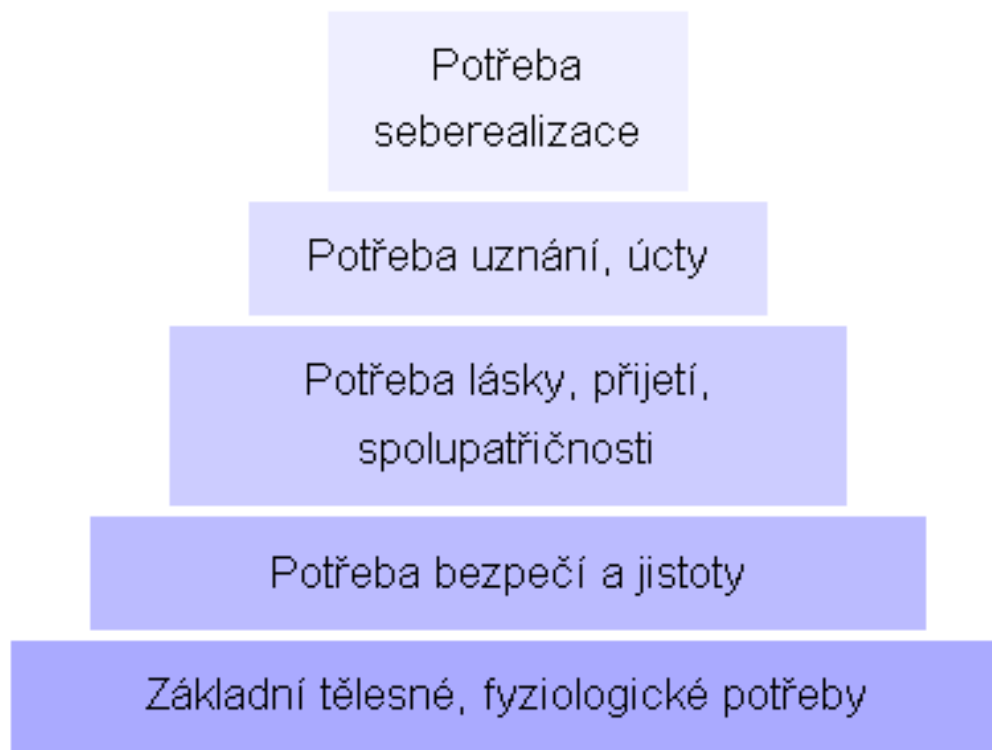 Potřeba
seberealizace
Potřeba uznání, úcty
Potřeba lásky, přijetí,
spolupatřičnosti
Potřeba bezpečí a jistoty
Základní tělesné, fyziologické potřeby